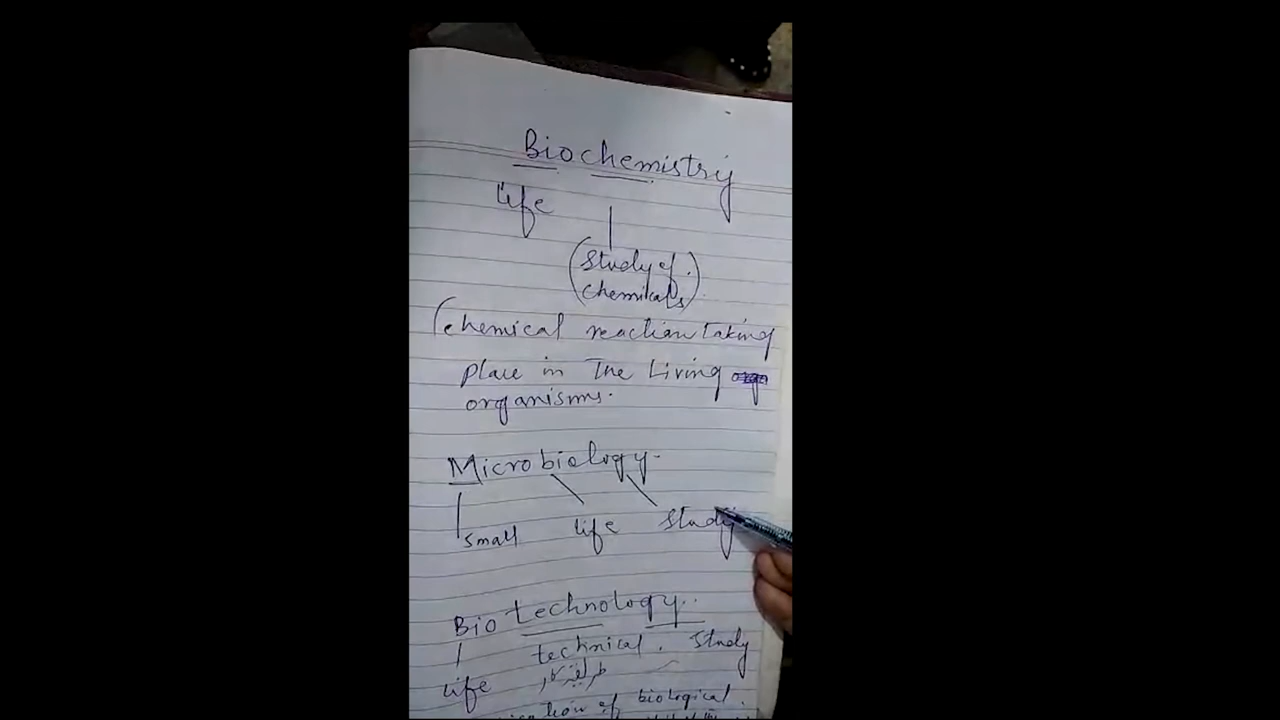 Biochemistry
life
(Study of
chemicals)
(chemical reaction taking
place in The Living
organisms.
Microbiology.
small life study
Bio technology..
technical. Study
life طریقہ کار
of biological.